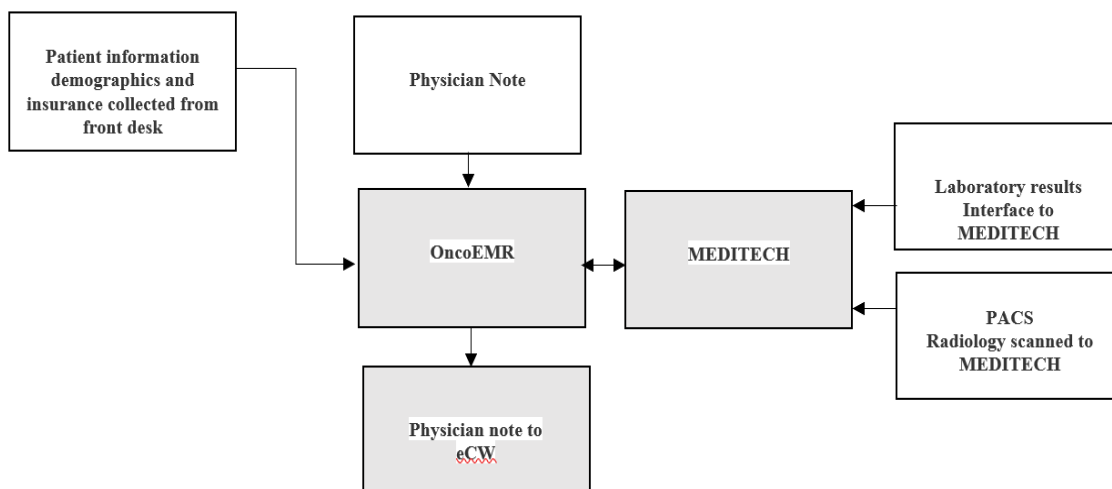 Patient information
demographics and
insurance collected from
front desk
Physician Note
Laboratory results
Interface to
MEDITECH
OncoEMR
MEDITECH
PACS
Radiology scanned to
MEDITECH
Physician note to
eCW